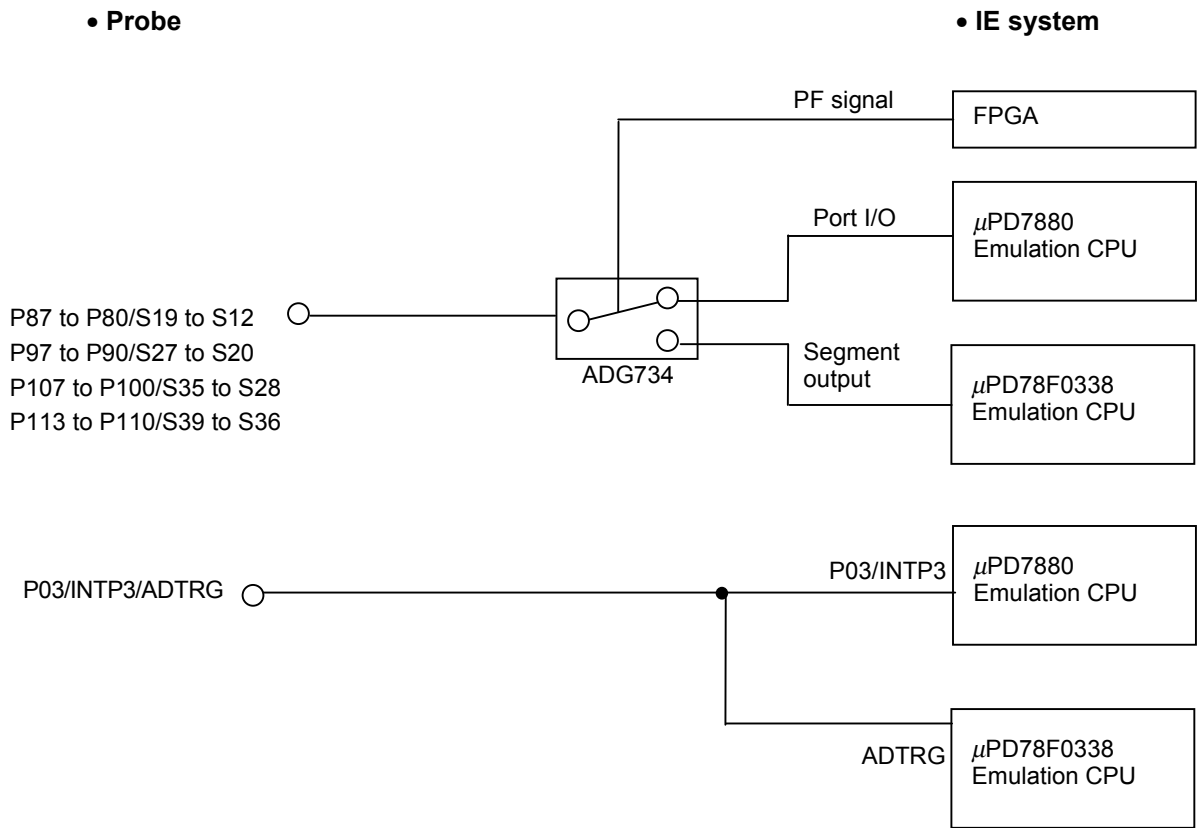 • Probe
• IE system
PF signal
FPGA
Port I/O
μPD7880
Emulation CPU
P87 to P80/S19 to S12
P97 to P90/S27 to S20
P107 to P100/S35 to S28
P113 to P110/S39 to S36
ADG734
Segment
output
μPD78F0338
Emulation CPU
P03/INTP3/ADTRG
P03/INTP3
μPD7880
Emulation CPU
ADTRG
μPD78F0338
Emulation CPU